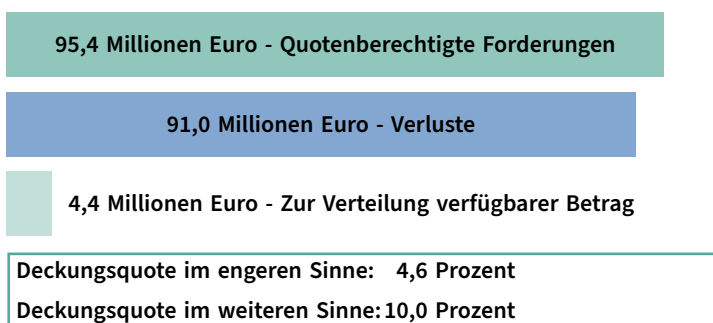 95,4 Millionen Euro - Quotenberechtigte Forderungen
91,0 Millionen Euro - Verluste
4,4 Millionen Euro - Zur Verteilung verfügbarer Betrag
Deckungsquote im engeren Sinne: 4,6 Prozent
Deckungsquote im weiteren Sinne: 10,0 Prozent